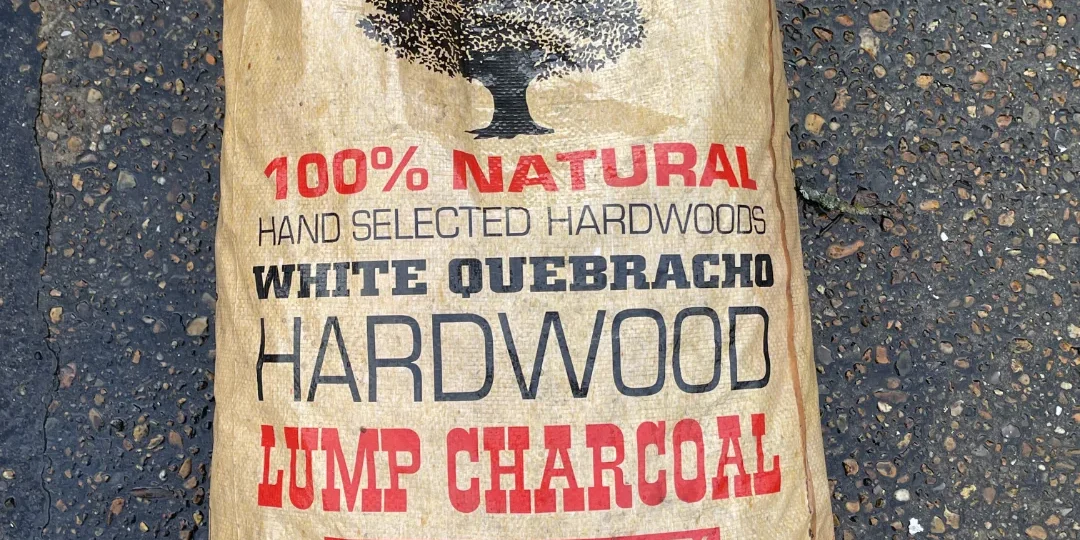 100% NATURAL
HAND SELECTED HARDWOODS
WHITE QUEBRACHO
HARDWOOD
LUMP CHARCOAL